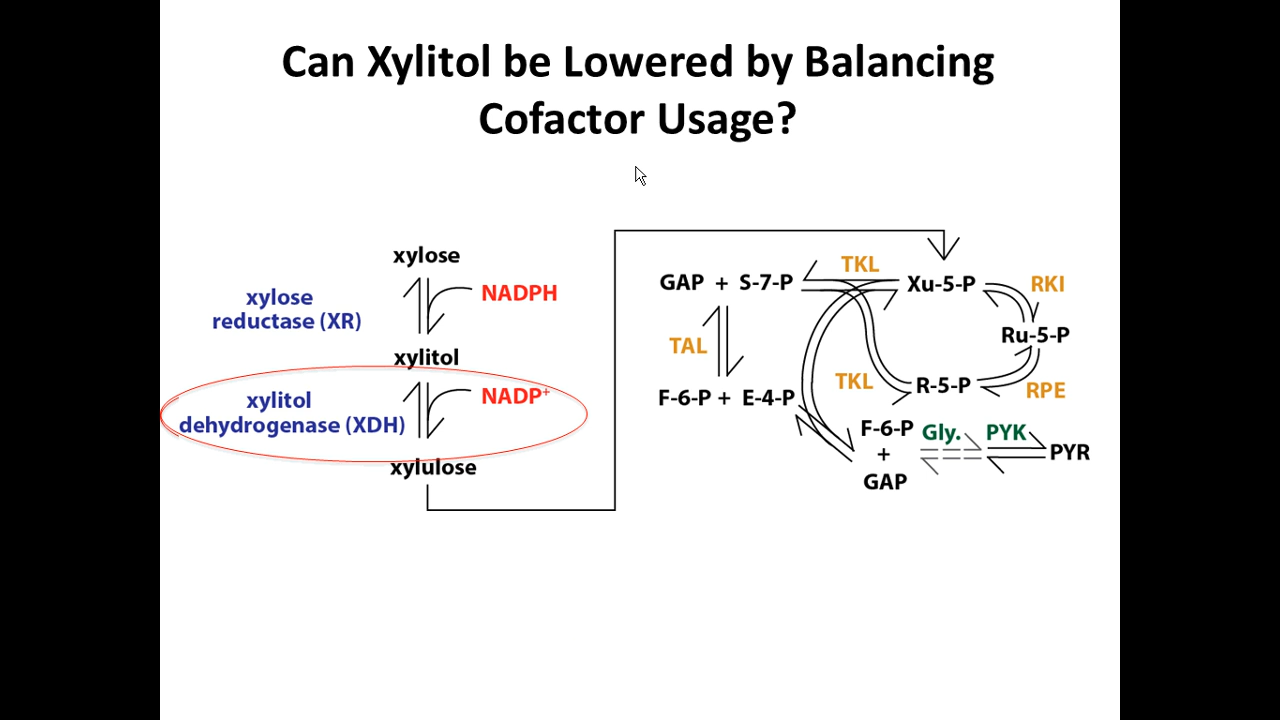 Can Xylitol be Lowered by Balancing
Cofactor Usage?
xylose
xylose
reductase (XR)
NADPH
xylitol
xylitol
dehydrogenase (XDH)
NADP+
xylulose
TKL
GAP + S-7-P
Xu-5-P
RKI
Ru-5-P
TAL
TKL
R-5-P
RPE
F-6-P + E-4-P
F-6-P
+
GAP
Gly.
PYK
PYR